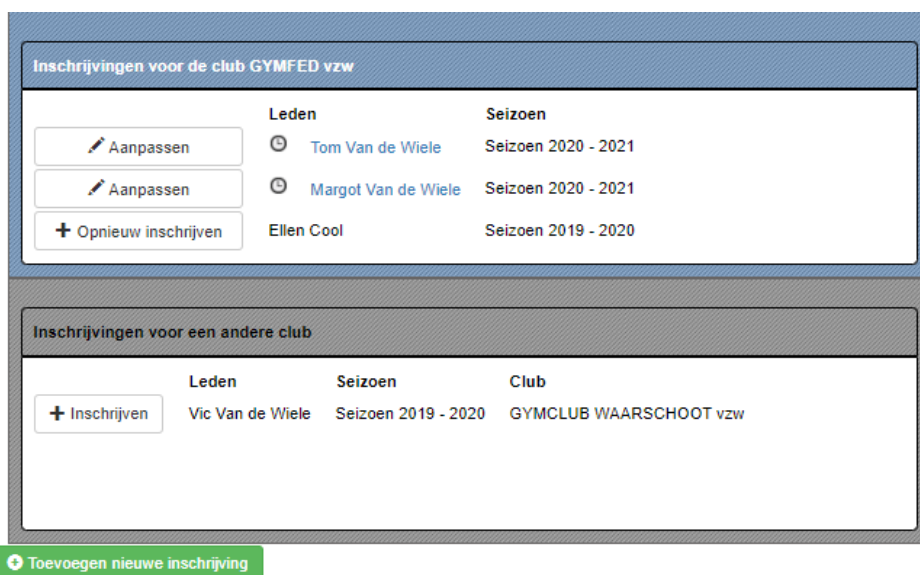 Inschrijvingen voor de club GYMFED vzw
Leden Seizoen
Aanpassen Tom Van de Wiele Seizoen 2020 - 2021
Aanpassen Margot Van de Wiele Seizoen 2020 - 2021
Opnieuw inschrijven Ellen Cool Seizoen 2019 - 2020
Inschrijvingen voor een andere club
Leden Seizoen Club
Inschrijven Vic Van de Wiele Seizoen 2019 - 2020 GYMCLUB WAARSCHOOT vzw
Toevoegen nieuwe inschrijving